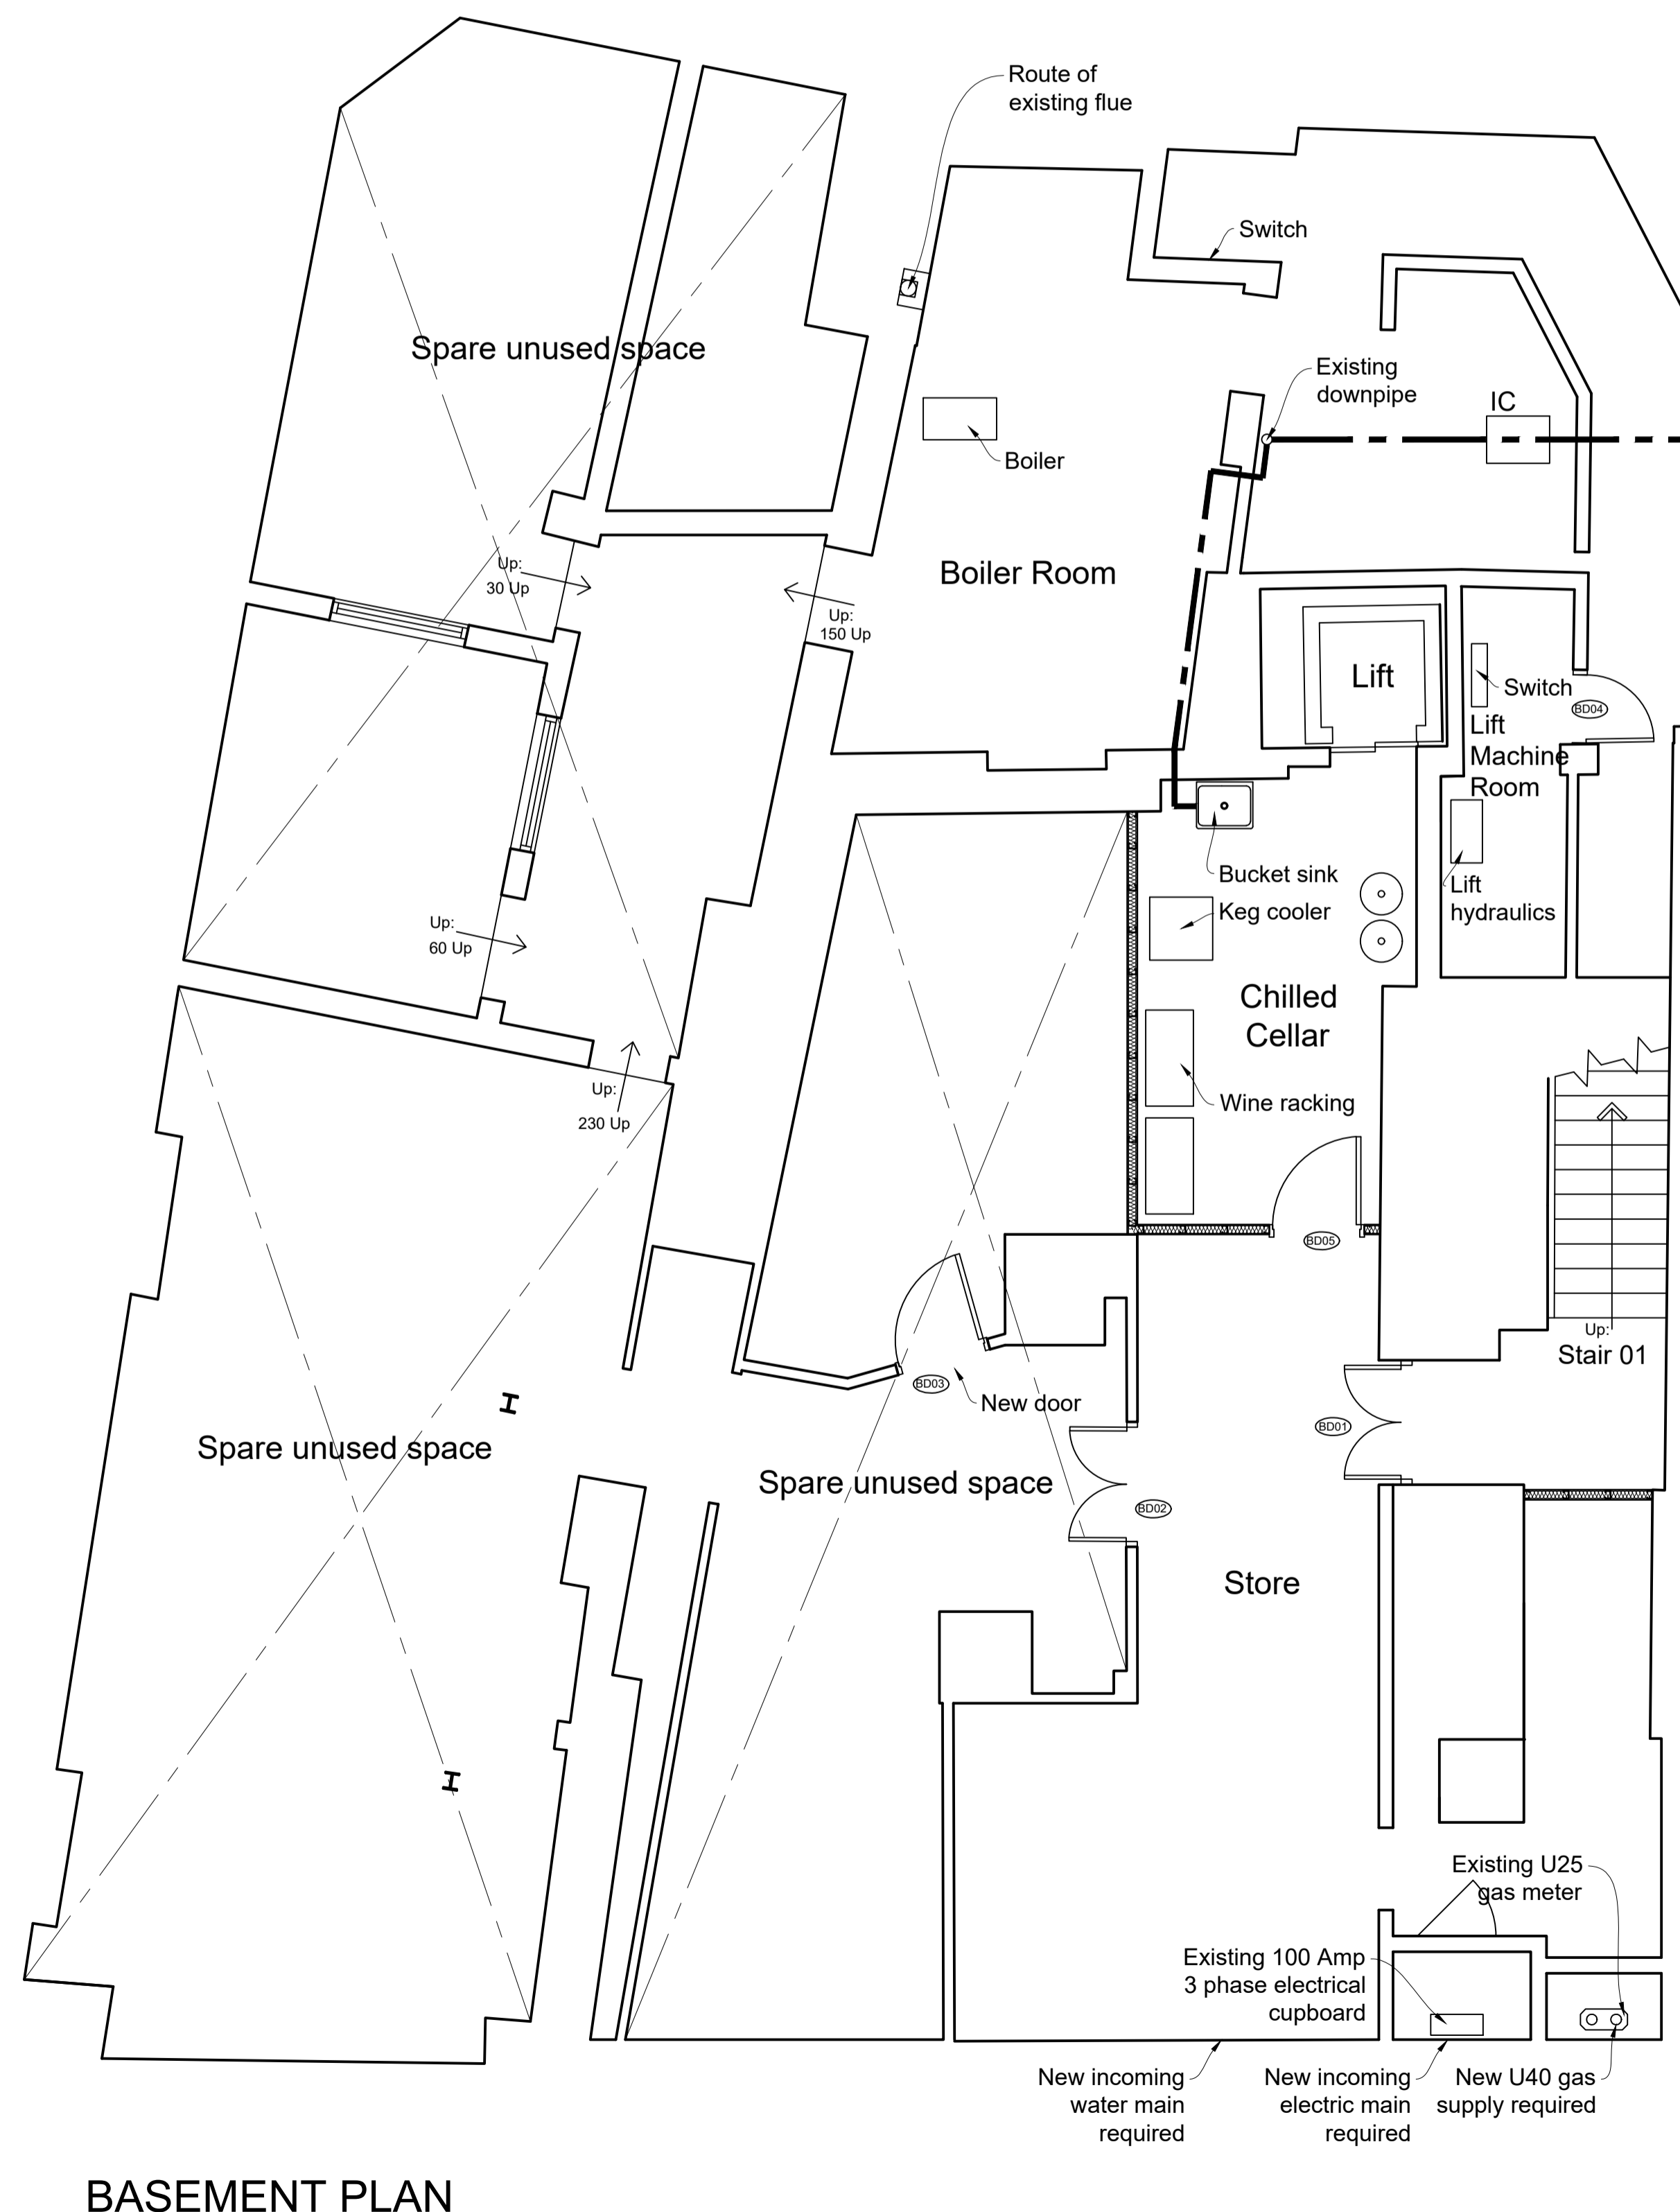 Route of
existing flue
Switch
Spare unused space
Existing
downpipe
IC
Boiler
Boiler Room
Up:
30 Up
Up:
150 Up
Lift
Switch
BD04
Lift
Machine
Room
Bucket sink
Keg cooler
Lift
hydraulics
Up:
60 Up
Chilled
Cellar
Up:
230 Up
Wine racking
BD05
Up:
Stair 01
BD03
New door
BD01
Spare unused space
Spare unused space
BD02
Store
Existing U25
gas meter
Existing 100 Amp
3 phase electrical
cupboard
New incoming
water main
required
New incoming
electric main
required
New U40 gas
supply required
BASEMENT PLAN